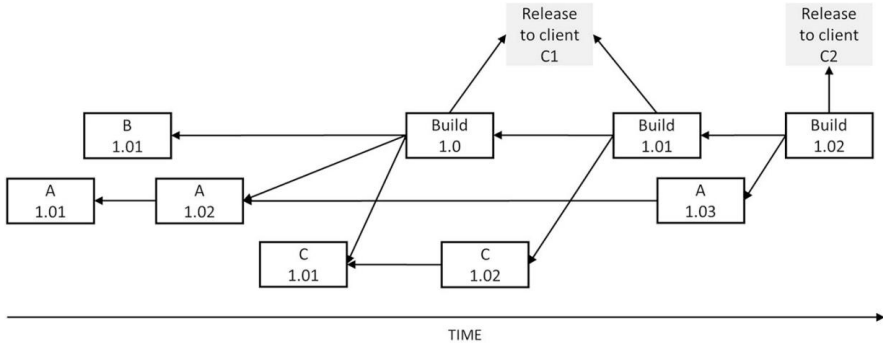 Release
to client
C1
Release
to client
C2
B
1.01
Build
1.0
Build
1.01
Build
1.02
A
1.01
A
1.02
A
1.03
C
1.01
C
1.02
TIME